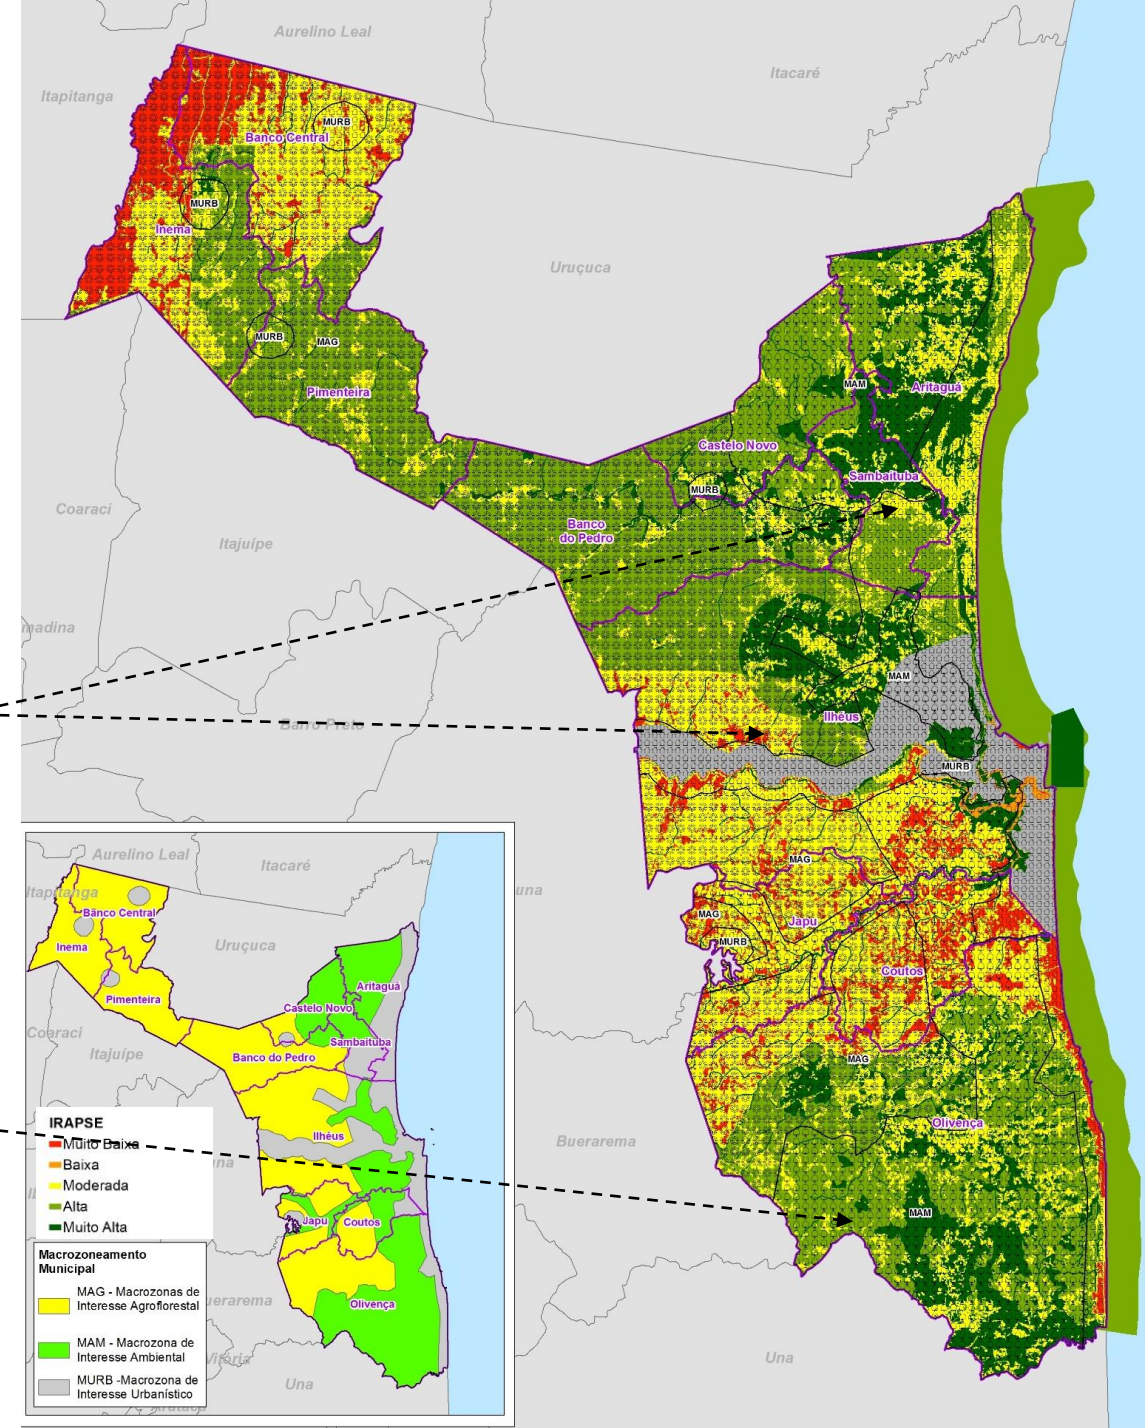 Aurelino Leal
Itacaré
Itapitanga
MURB
Banco Central
MURB
Inema
Uruçuca
MURB
MAG
Pimenteira
MAM
Aritaguá
Castelo Novo
Sambaituba
MURB
Coaraci
Banco
do Pedro
Itajuípe
madina
MAM
Ilhéus
Barro Preto
MURB
MAG
una
MAG
Japu
MURB
Coutos
MAG
Olivença
Buerarema
MAM
Una
Aurelino Leal
Itacaré
Itapitanga
Banco Central
Uruçuca
Inema
Aritaguá
Pimenteira
Castelo Novo
Coaraci
Sambaituba
Itajuípe
Banco do Pedro
IRAPSE
Muito Baixa
Ilhéus
Baixa
una
Moderada
Alta
Japu
Coutos
Muito Alta
Macrozoneamento
Municipal
MAG - Macrozonas de
Interesse Agroflorestal
uerarema
Olivença
MAM - Macrozona de
Interesse Ambiental
Vitória
MURB -Macrozona de
Interesse Urbanístico
Una